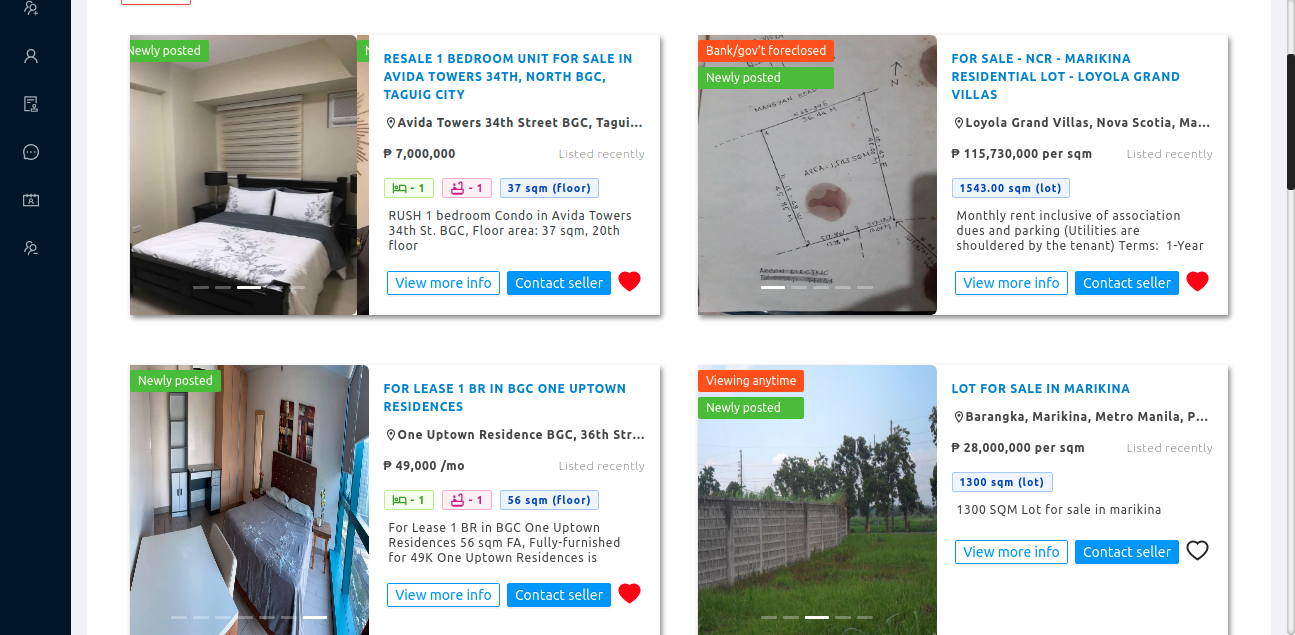 Newly posted
RESALE 1 BEDROOM UNIT FOR SALE IN
AVIDA TOWERS 34TH, NORTH BGC,
TAGUIG CITY
Avida Towers 34th Street BGC, Tagui...
₱ 7,000,000
Listed recently
- 1
- 1
37 sqm (floor)
RUSH 1 bedroom Condo in Avida Towers
34th St. BGC, Floor area: 37 sqm, 20th
floor
View more info
Contact seller
Bank/gov't foreclosed
Newly posted
MANGYAN ROAD
N
36.44 M
AREA = 1,543 SQM
FOR SALE - NCR - MARIKINA
RESIDENTIAL LOT - LOYOLA GRAND
VILLAS
Loyola Grand Villas, Nova Scotia, Ma...
₱ 115,730,000 per sqm
Listed recently
1543.00 sqm (lot)
Monthly rent inclusive of association
dues and parking (Utilities are
shouldered by the tenant) Terms: 1-Year
View more info
Contact seller
Newly posted
FOR LEASE 1 BR IN BGC ONE UPTOWN
RESIDENCES
One Uptown Residence BGC, 36th Str...
₱ 49,000 /mo
Listed recently
- 1
- 1
56 sqm (floor)
For Lease 1 BR in BGC One Uptown
Residences 56 sqm FA, Fully-furnished
for 49K One Uptown Residences is
View more info
Contact seller
Viewing anytime
Newly posted
LOT FOR SALE IN MARIKINA
Barangka, Marikina, Metro Manila, P...
₱ 28,000,000 per sqm
Listed recently
1300 sqm (lot)
1300 SQM Lot for sale in marikina
View more info
Contact seller